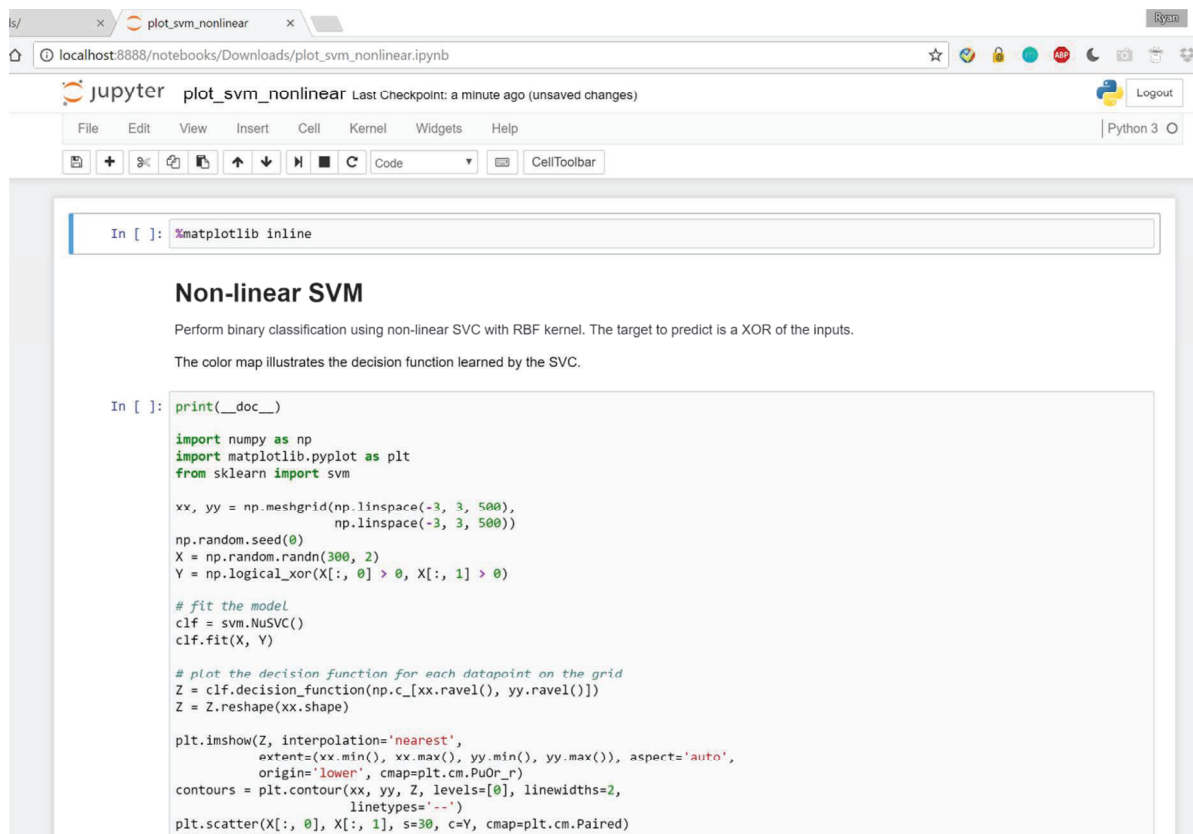 ls/ × plot_svm_nonlinear × Ryan
localhost:8888/notebooks/Downloads/plot_svm_nonlinear.ipynb ABP
jupyter plot_svm_nonlinear Last Checkpoint: a minute ago (unsaved changes) Logout
File Edit View Insert Cell Kernel Widgets Help Python 3
Code CellToolbar
In [ ]: %matplotlib inline
Non-linear SVM
Perform binary classification using non-linear SVC with RBF kernel. The target to predict is a XOR of the inputs.
The color map illustrates the decision function learned by the SVC.
In [ ]: print(__doc__)
import numpy as np
import matplotlib.pyplot as plt
from sklearn import svm
xx, yy = np.meshgrid(np.linspace(-3, 3, 500),
np.linspace(-3, 3, 500))
np.random.seed(0)
X = np.random.randn(300, 2)
Y = np.logical_xor(X[:, 0] > 0, X[:, 1] > 0)
# fit the model
clf = svm.NuSVC()
clf.fit(X, Y)
# plot the decision function for each datapoint on the grid
Z = clf.decision_function(np.c_[xx.ravel(), yy.ravel()])
Z = Z.reshape(xx.shape)
plt.imshow(Z, interpolation='nearest',
extent=(xx.min(), xx.max(), yy.min(), yy.max()), aspect='auto',
origin='lower', cmap=plt.cm.PuOr_r)
contours = plt.contour(xx, yy, Z, levels=[0], linewidths=2,
linetypes='--')
plt.scatter(X[:, 0], X[:, 1], s=30, c=Y, cmap=plt.cm.Paired)